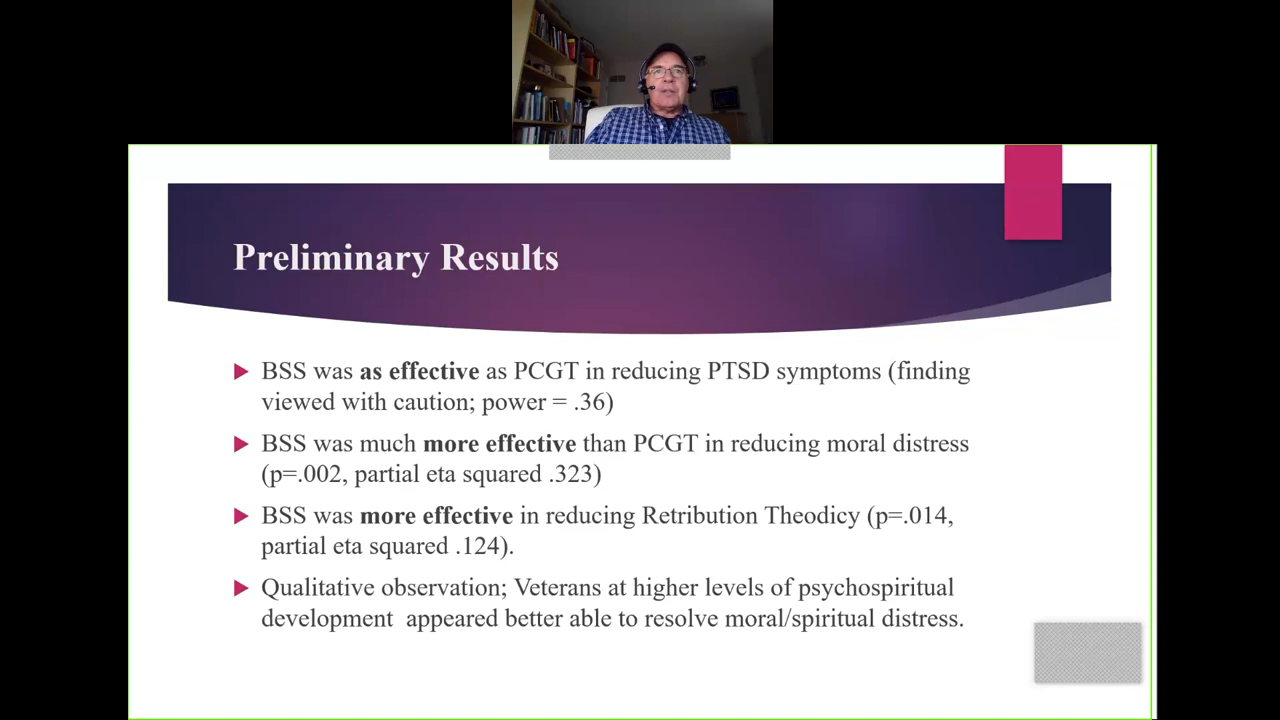 Preliminary Results
BSS was as effective as PCGT in reducing PTSD symptoms (finding
viewed with caution; power = .36)
BSS was much more effective than PCGT in reducing moral distress
(p=.002, partial eta squared .323)
BSS was more effective in reducing Retribution Theodicy (p=.014,
partial eta squared .124).
Qualitative observation; Veterans at higher levels of psychospiritual
development  appeared better able to resolve moral/spiritual distress.